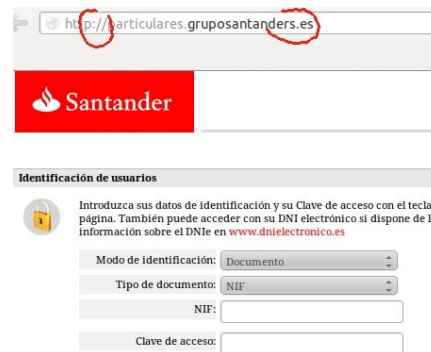 http://particulares.gruposantanders.es
Santander
Identificación de usuarios
Introduzca sus datos de identificación y su Clave de acceso con el tecla
página. También puede acceder con su DNI electrónico si dispone de l
información sobre el DNIe en www.dnielectronico.es
Modo de identificación: Documento
Tipo de documento: NIF
NIF:
Clave de acceso: